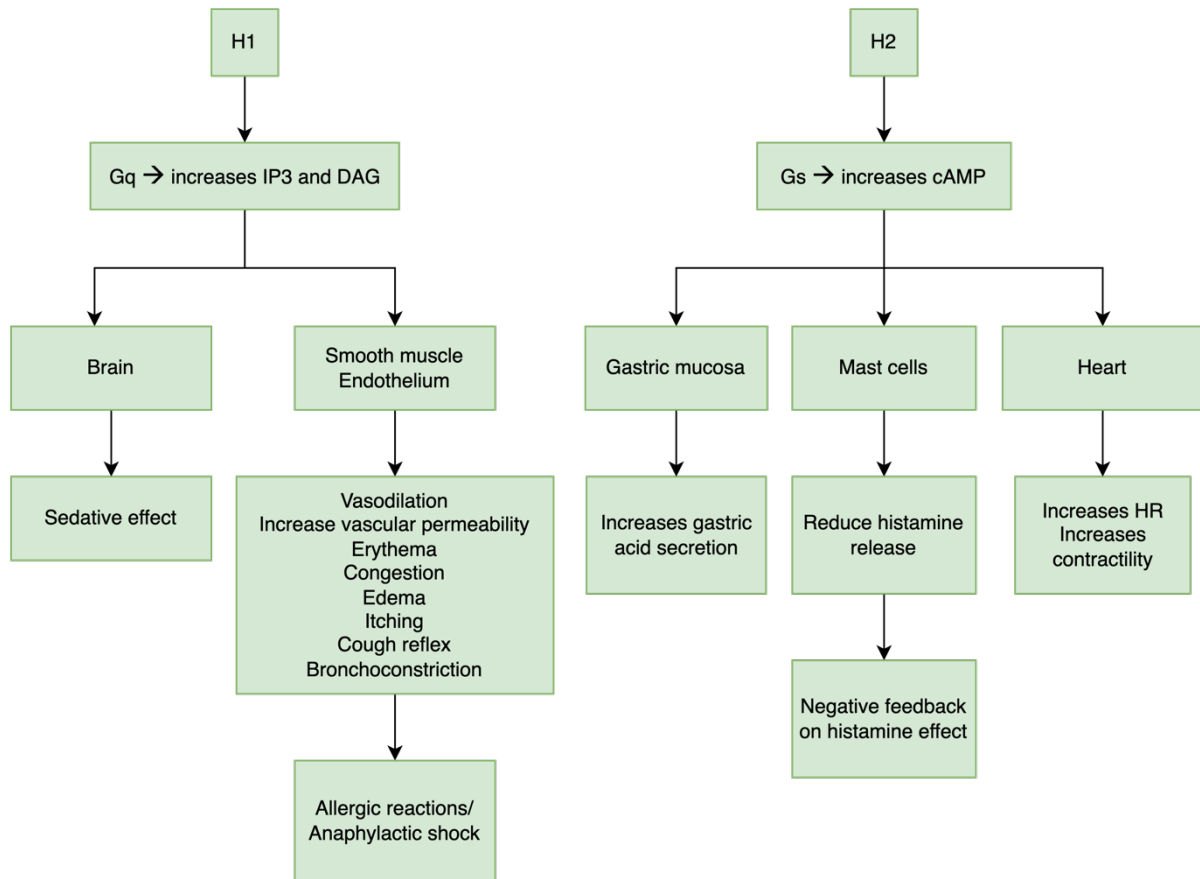 H1
H2
Gq → increases IP3 and DAG
Gs → increases cAMP
Brain
Smooth muscle
Endothelium
Gastric mucosa
Mast cells
Heart
Sedative effect
Vasodilation
Increase vascular permeability
Erythema
Congestion
Edema
Itching
Cough reflex
Bronchoconstriction
Increases gastric
acid secretion
Reduce histamine
release
Increases HR
Increases
contractility
Negative feedback
on histamine effect
Allergic reactions/
Anaphylactic shock